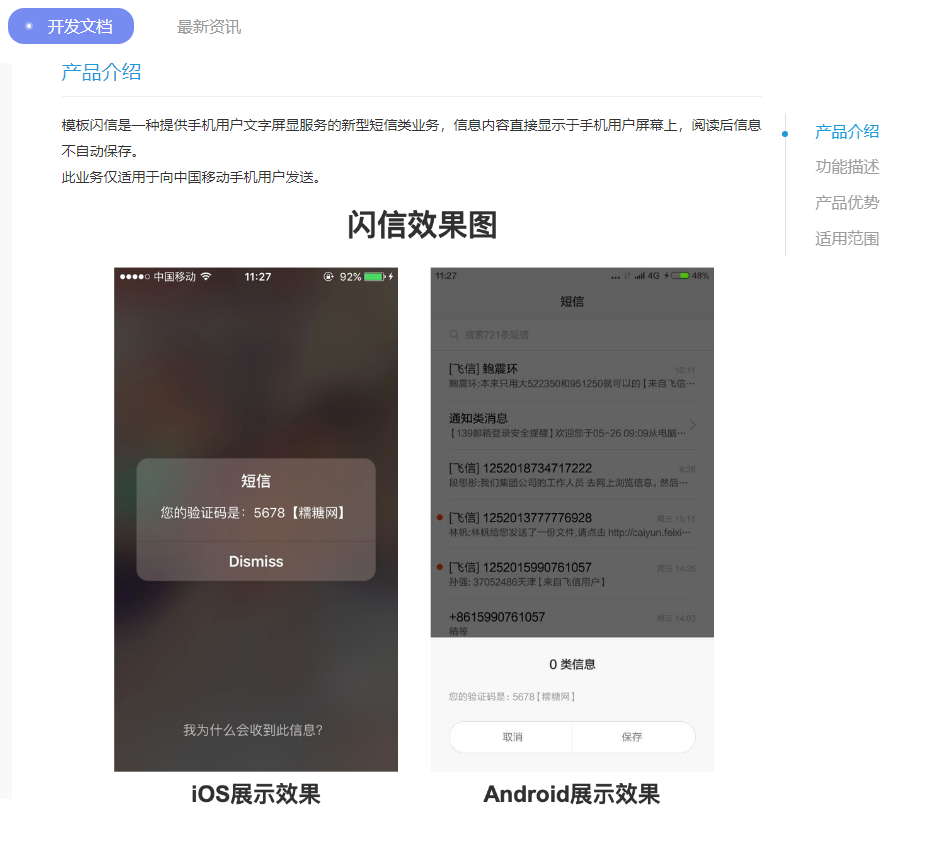 开发文档
最新资讯
产品介绍
模板闪信是一种提供手机用户文字屏显服务的新型短信类业务，信息内容直接显示于手机用户屏幕上，阅读后信息
不自动保存。
此业务仅适用于向中国移动手机用户发送。
产品介绍
功能描述
产品优势
适用范围
闪信效果图
中国移动 11:27 92%
短信
您的验证码是：5678【糯糖网】
Dismiss
我为什么会收到此信息?
iOS展示效果
11:27 4G 48%
短信
搜索721条短信
[飞信] 鲍震环 10:11
鲍震环:本来只用大522350和951250就可以的【来自飞信…
通知类消息
【139邮箱登录安全提醒】欢迎您于05-26 09:09从电脑…
[飞信] 1252018734717222 8:28
段思彤:我们集团公司的工作人员 去网上浏览信息，然后…
[飞信] 1252013777776928 周三 15:11
林帆:林帆给您发送了一份文件,请点击 http://caiyun.feixi…
[飞信] 1252015990761057 周三 14:25
孙强: 37052486天津【来自飞信用户】
+8615990761057 周三 14:05
稍等
0 类信息
您的验证码是：5678【糯糖网】
取消
保存
Android展示效果